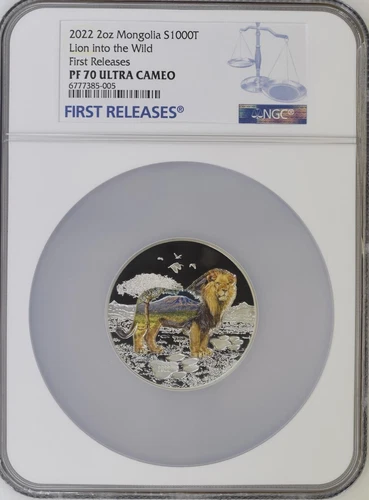 2022 2oz Mongolia S1000T
Lion into the Wild
First Releases
PF 70 ULTRA CAMEO
6777385-005
FIRST RELEASES®
NGC®